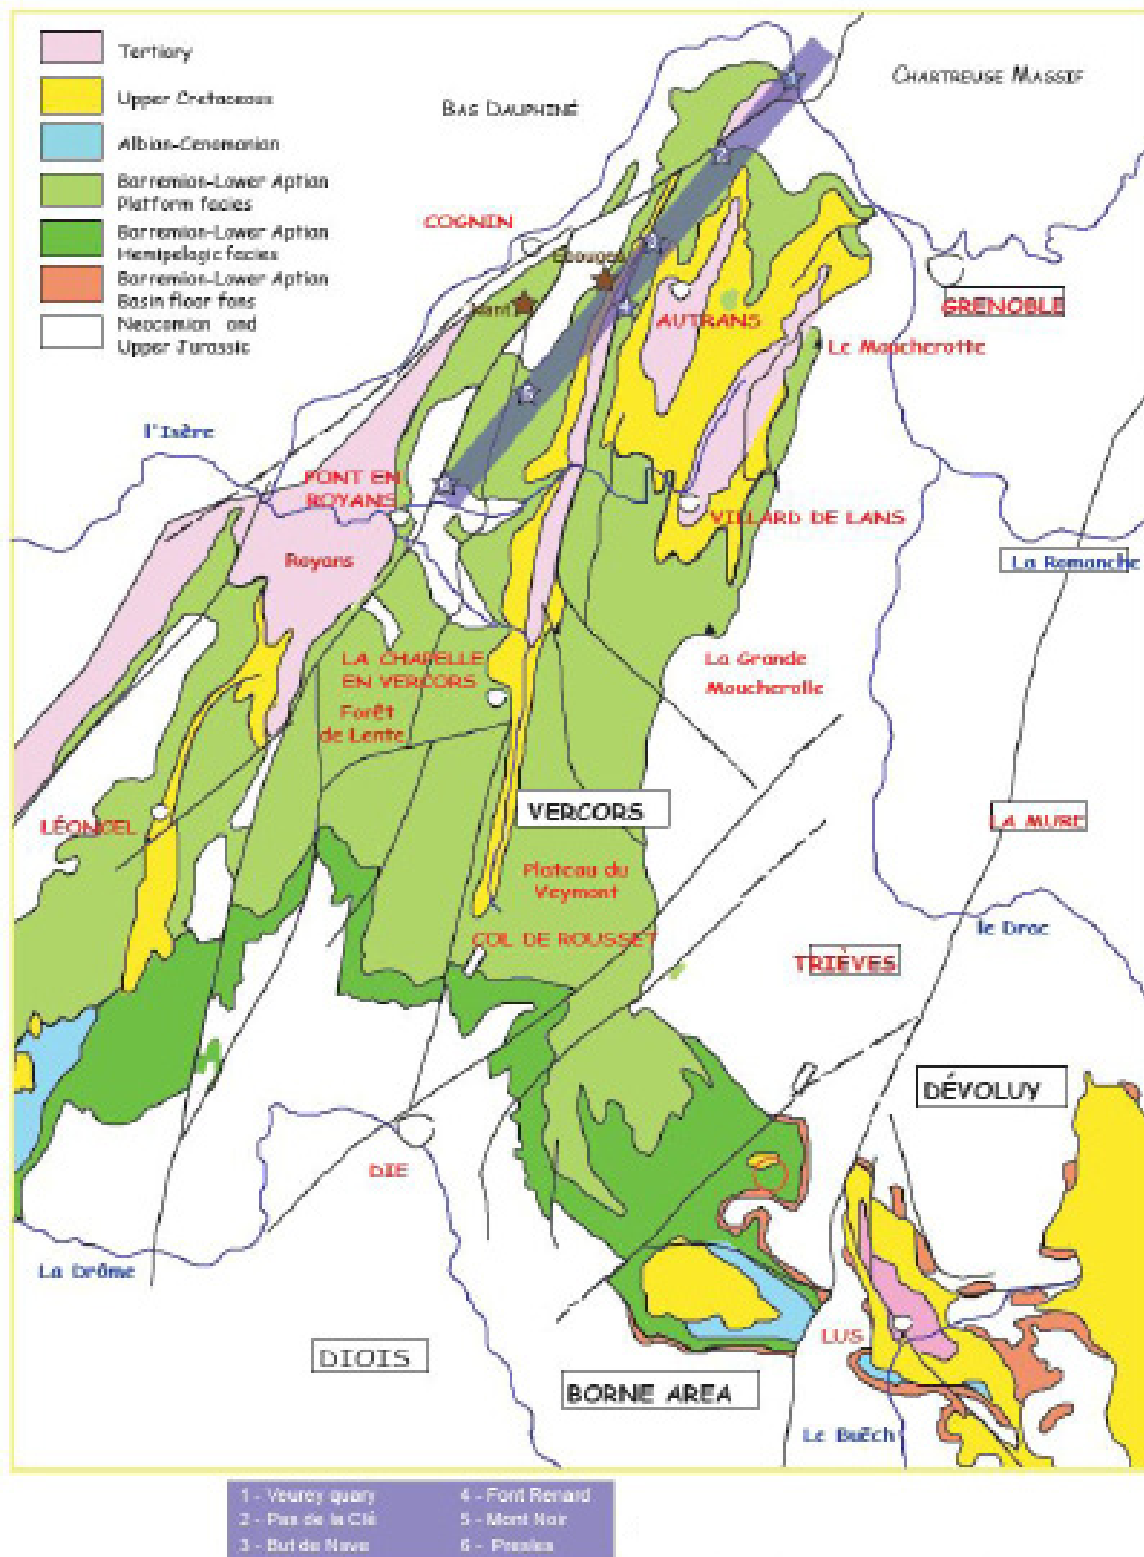 Tertiary
Upper Cretaceous
Albian-Cenomanian
Barremian-Lower Aptian
Platform facies
Barremian-Lower Aptian
Hemipelagic facies
Barremian-Lower Aptian
Basin floor fans
Neocomian and
Upper Jurassic
CHARTREUSE MASSIF
BAS DAUPHINÉ
COGNIN
GRENOBLE
AUTRANS
Le Moucherotte
l'Isère
PONT EN
ROYANS
VILLARD DE LANS
Royans
La Romanche
LA CHAPELLE
EN VERCORS
La Grande
Moucherolle
Forêt
de Lente
VERCORS
LÉONCEL
LA MURE
Plateau du
Veymont
COL DE ROUSSET
le Drac
TRIÈVES
DÉVOLUY
DIE
La Drôme
LUS
DIOIS
BORNE AREA
Le Buëch
1 - Veurey quary
4 - Font Renard
2 - Pas de la Clé
5 - Mont Noir
3 - But de Nave
6 - Presles